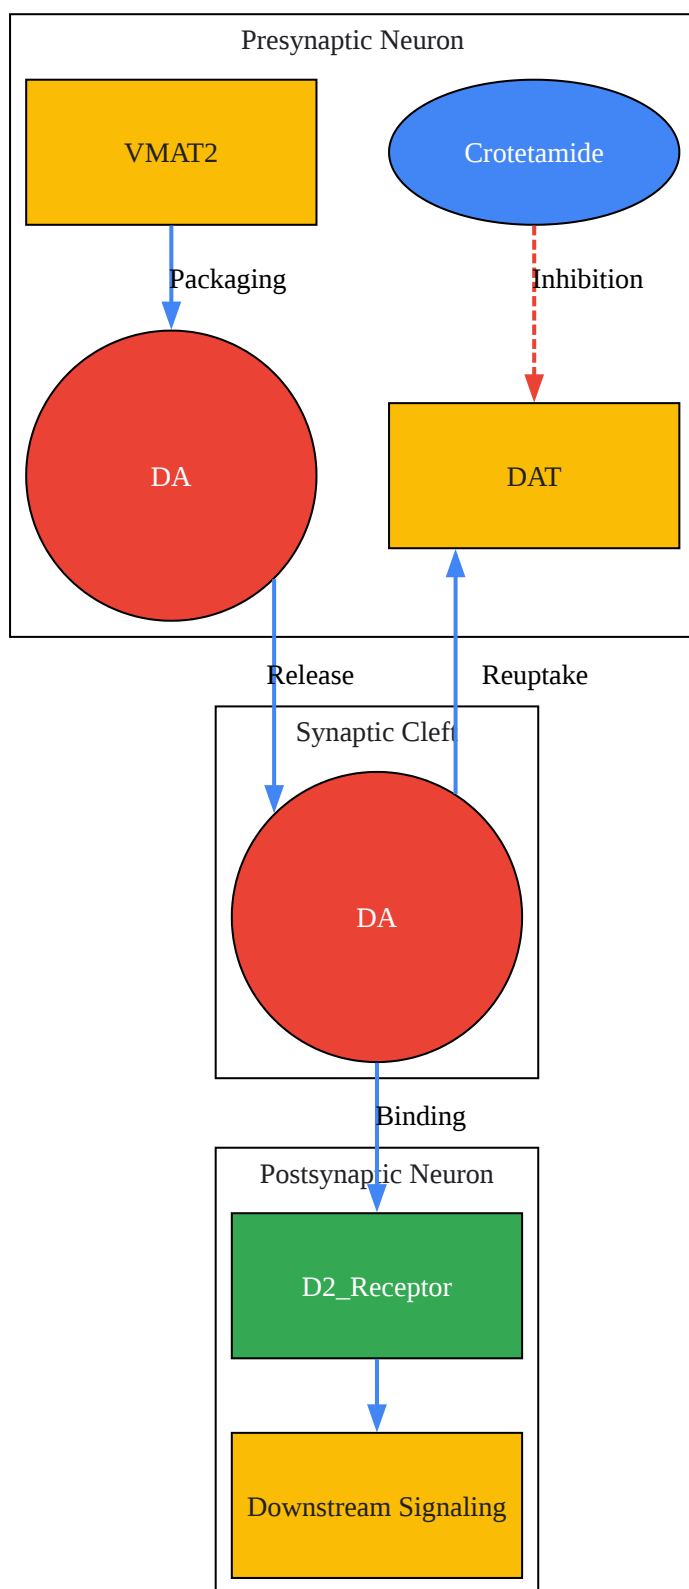 Presynaptic Neuron
VMAT2
Crotetamide
Packaging
Inhibition
DA
DAT
Release
Reuptake
Synaptic Cleft
DA
Binding
Postsynaptic Neuron
D2_Receptor
Downstream Signaling